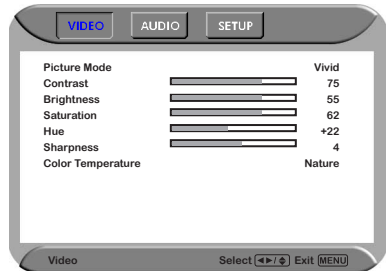 VIDEO AUDIO SETUP
Picture Mode Vivid
Contrast 75
Brightness 55
Saturation 62
Hue +22
Sharpness 4
Color Temperature Nature
Video Select ◄►/♦ Exit MENU